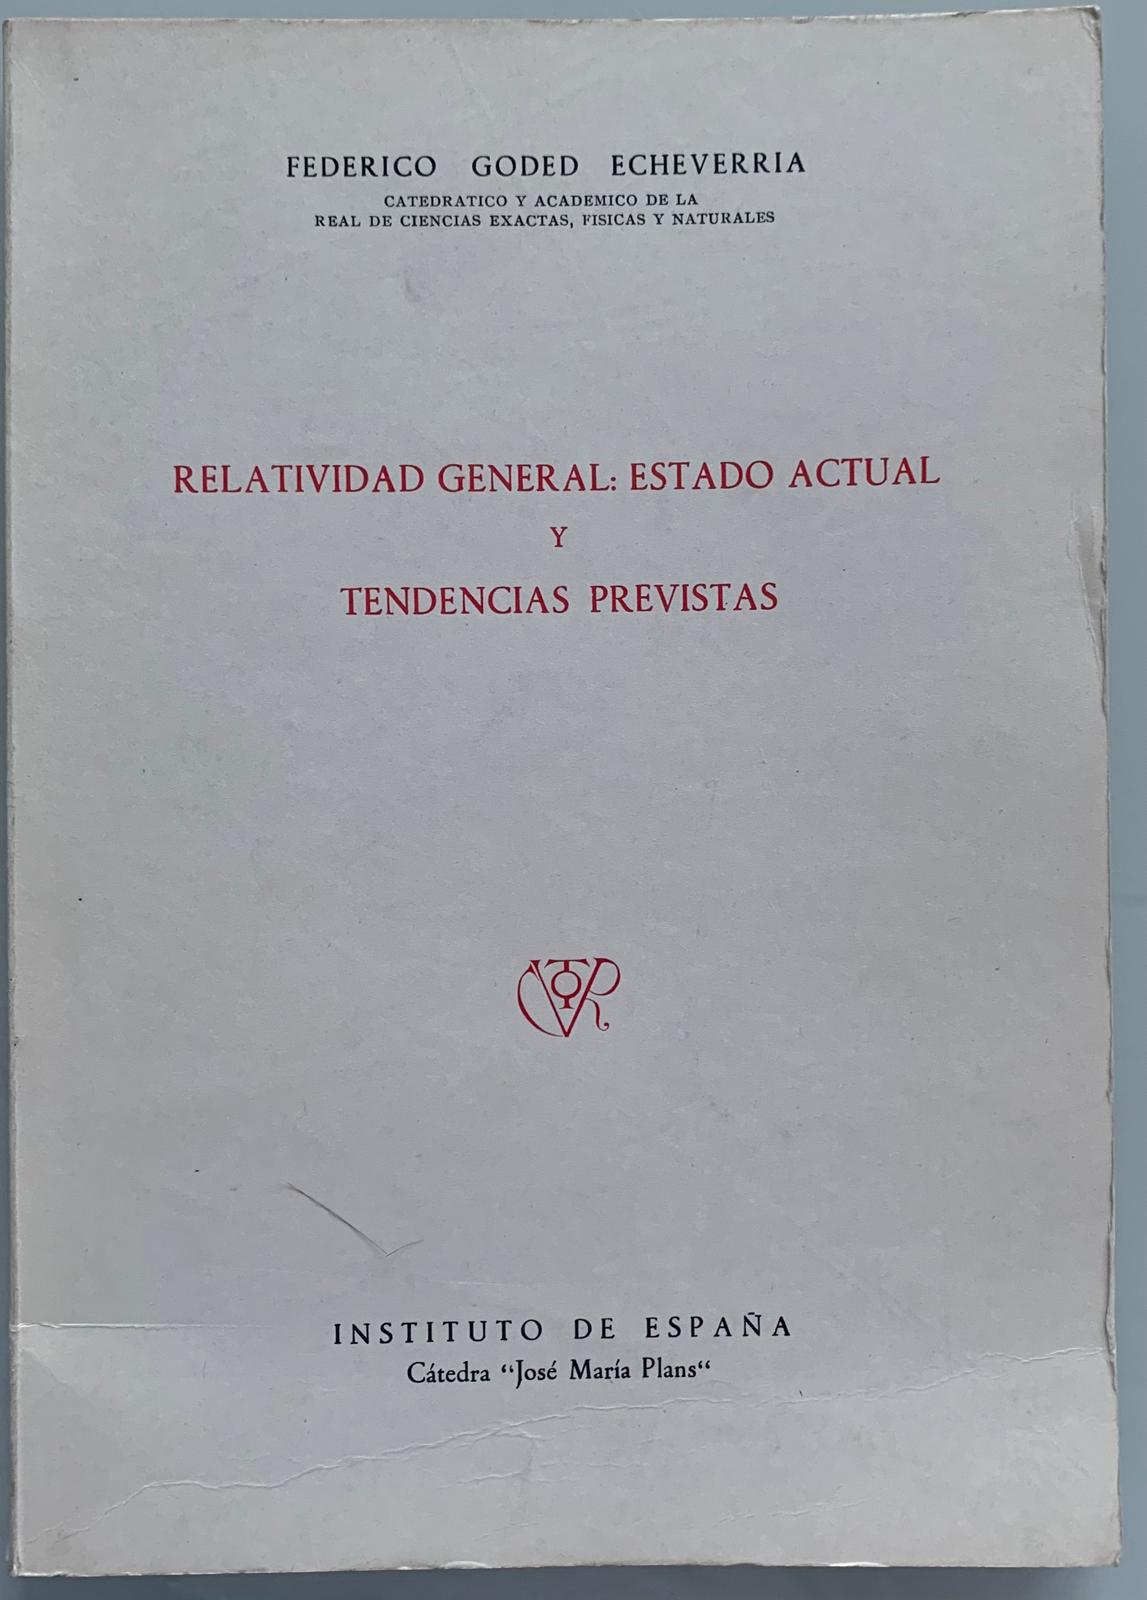 FEDERICO GODED ECHEVERRIA
CATEDRATICO Y ACADEMICO DE LA
REAL DE CIENCIAS EXACTAS, FISICAS Y NATURALES
RELATIVIDAD GENERAL: ESTADO ACTUAL
Y
TENDENCIAS PREVISTAS
INSTITUTO DE ESPAÑA
Cátedra “José María Plans“